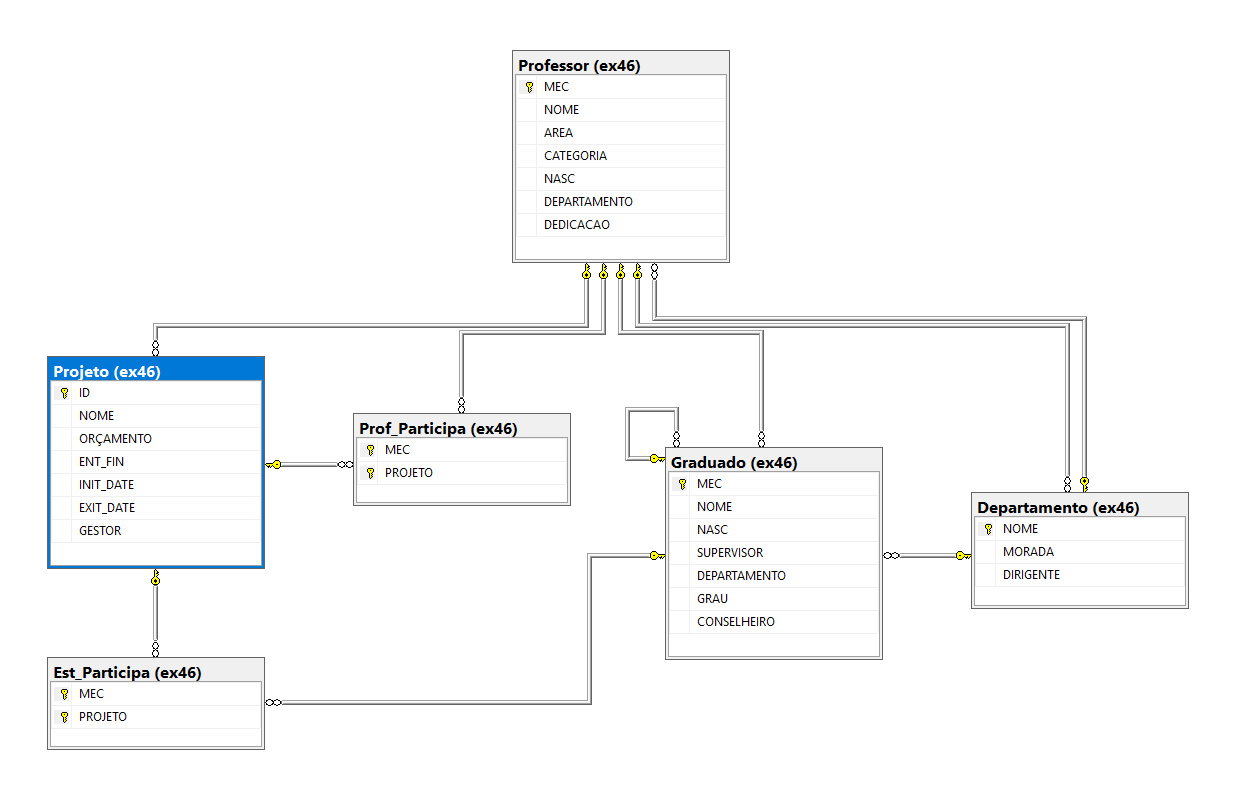 Professor (ex46)
MEC
NOME
AREA
CATEGORIA
NASC
DEPARTAMENTO
DEDICACAO
Projeto (ex46)
ID
NOME
ORÇAMENTO
ENT_FIN
INIT_DATE
EXIT_DATE
GESTOR
Prof_Participa (ex46)
MEC
PROJETO
Graduado (ex46)
MEC
NOME
NASC
SUPERVISOR
DEPARTAMENTO
GRAU
CONSELHEIRO
Departamento (ex46)
NOME
MORADA
DIRIGENTE
Est_Participa (ex46)
MEC
PROJETO